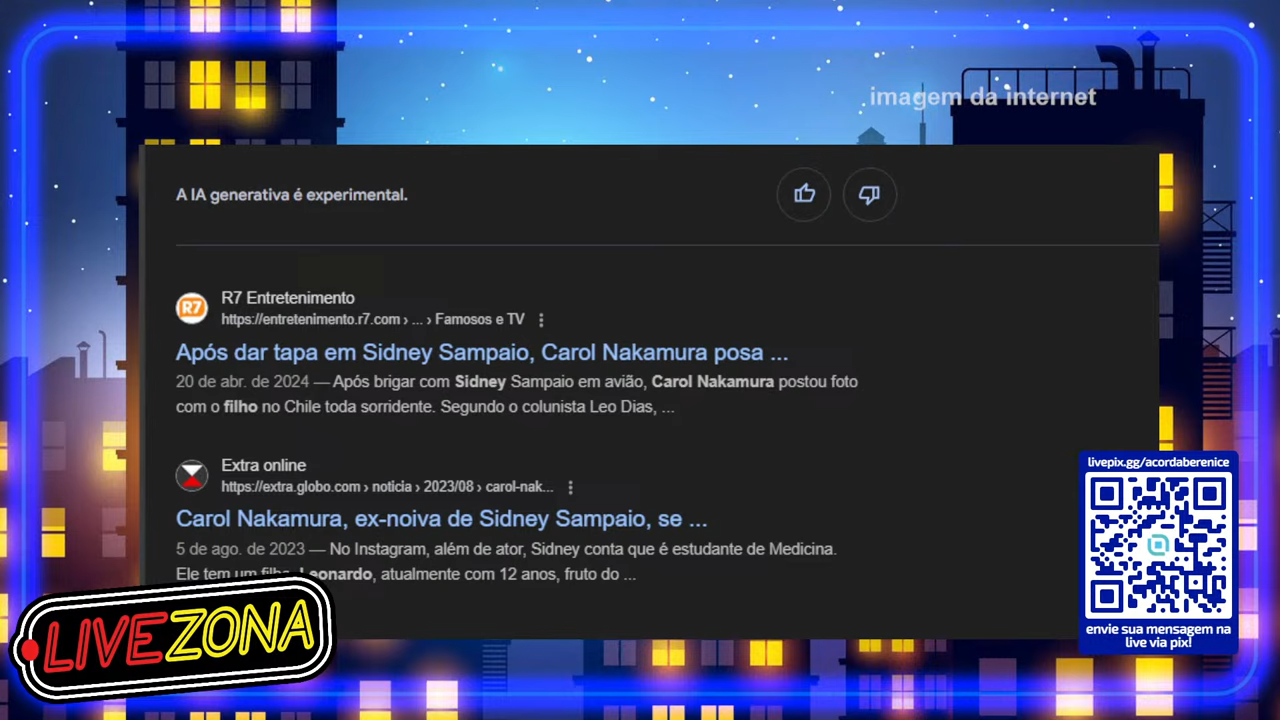 imagem da internet
A IA generativa é experimental.
R7
R7 Entretenimento
https://entretenimento.r7.com › ... › Famosos e TV
Após dar tapa em Sidney Sampaio, Carol Nakamura posa ...
20 de abr. de 2024 — Após brigar com Sidney Sampaio em avião, Carol Nakamura postou foto
com o filho no Chile toda sorridente. Segundo o colunista Leo Dias, ...
Extra online
https://extra.globo.com › noticia › 2023/08 › carol-nak...
Carol Nakamura, ex-noiva de Sidney Sampaio, se ...
5 de ago. de 2023 — No Instagram, além de ator, Sidney conta que é estudante de Medicina.
Ele tem um filho, Leonardo, atualmente com 12 anos, fruto do ...
livepix.gg/acordaberenice
envie sua mensagem na
live via pix!
LIVEZONA